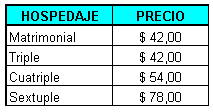 HOSPEDAJE PRECIO
Matrimonial $ 42,00
Triple $ 42,00
Cuatriple $ 54,00
Sextuple $ 78,00